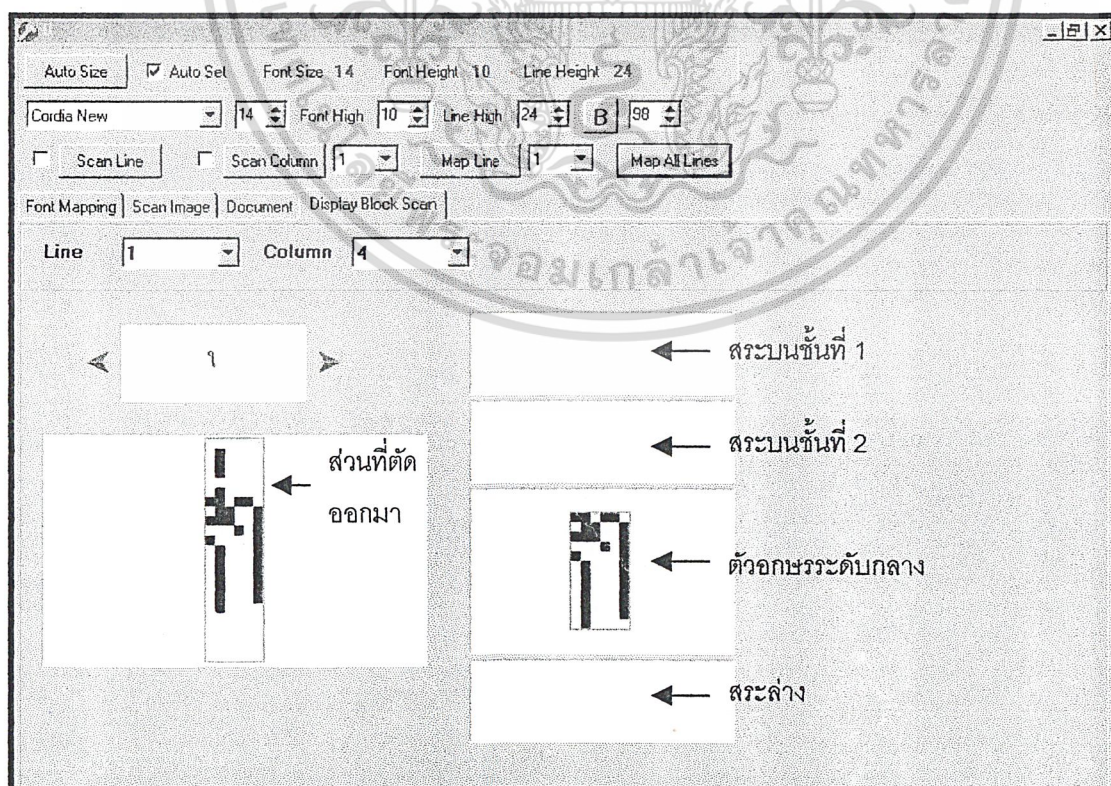 Auto Size Auto Set Font Size 14 Font Height 10 Line Height 24
Cordia New 14 Font High 10 Line High 24 B 98
Scan Line Scan Column 1 Map Line 1 Map All Lines
Font Mapping Scan Image Document Display Block Scan
Line 1 Column 4
สระบนชั้นที่ 1
สระบนชั้นที่ 2
ส่วนที่ตัด
ออกมา
ตัวอกษรระดับกลาง
สระล่าง